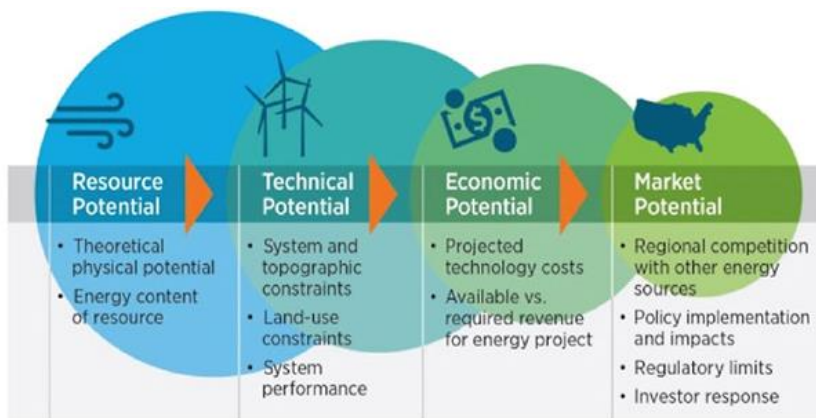 Resource
Potential
• Theoretical
physical potential
• Energy content
of resource
Technical
Potential
• System and
topographic
constraints
• Land-use
constraints
• System
performance
$
Economic
Potential
• Projected
technology costs
• Available vs.
required revenue
for energy project
Market
Potential
• Regional competition
with other energy
sources
• Policy implementation
and impacts
• Regulatory limits
• Investor response